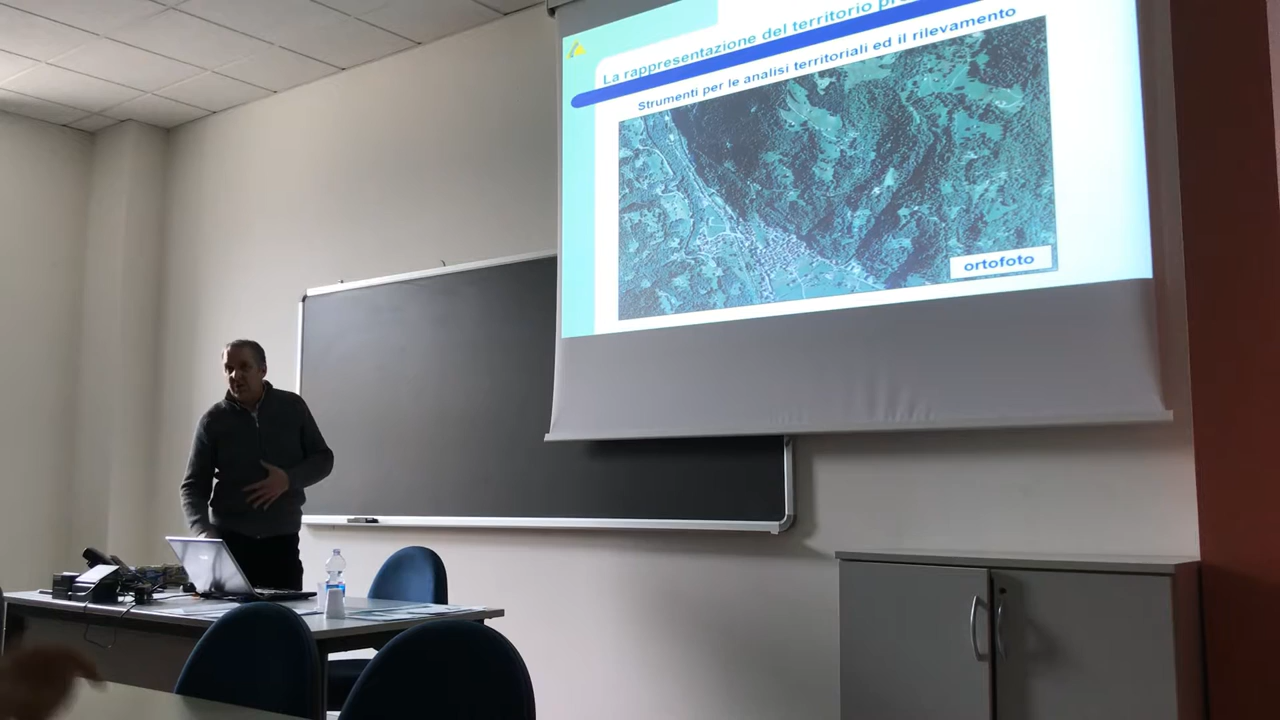 La rappresentazione del territorio
Strumenti per le analisi territoriali ed il rilevamento
ortofoto